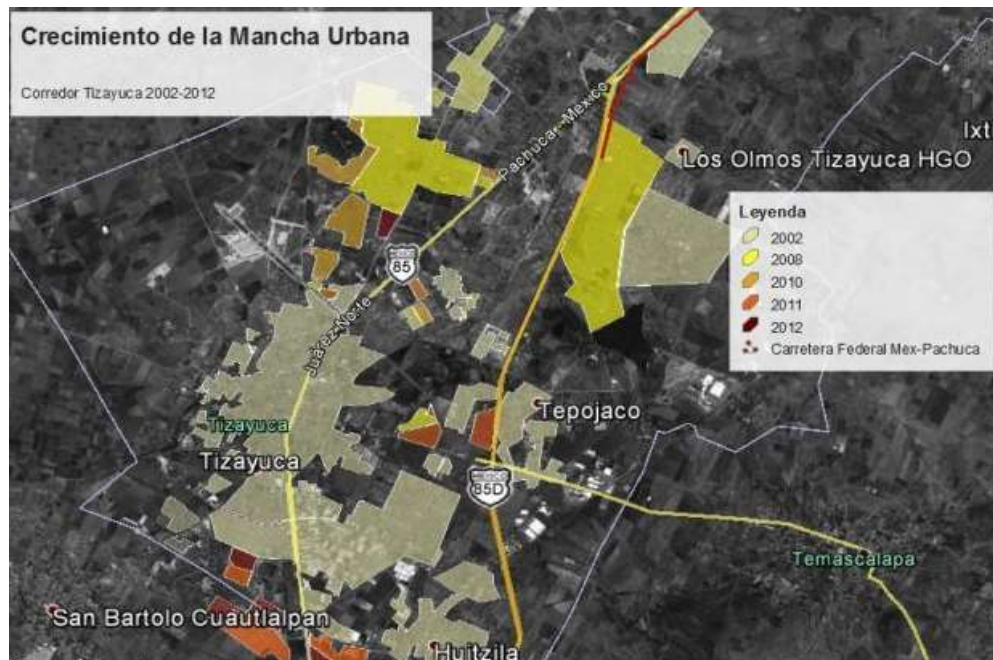 Crecimiento de la Mancha Urbana
Corredor Tizayuca 2002-2012
Pachuca - Mexico
Ixt
Los Olmos Tizayuca HGO
Leyenda
2002
2008
2010
2011
2012
Carretera Federal Mex-Pachuca
85
Juárez Norte
Tepojaco
Tizayuca
Tizayuca
85D
Temascalapa
San Bartolo Cuautlalpan
Huitzila